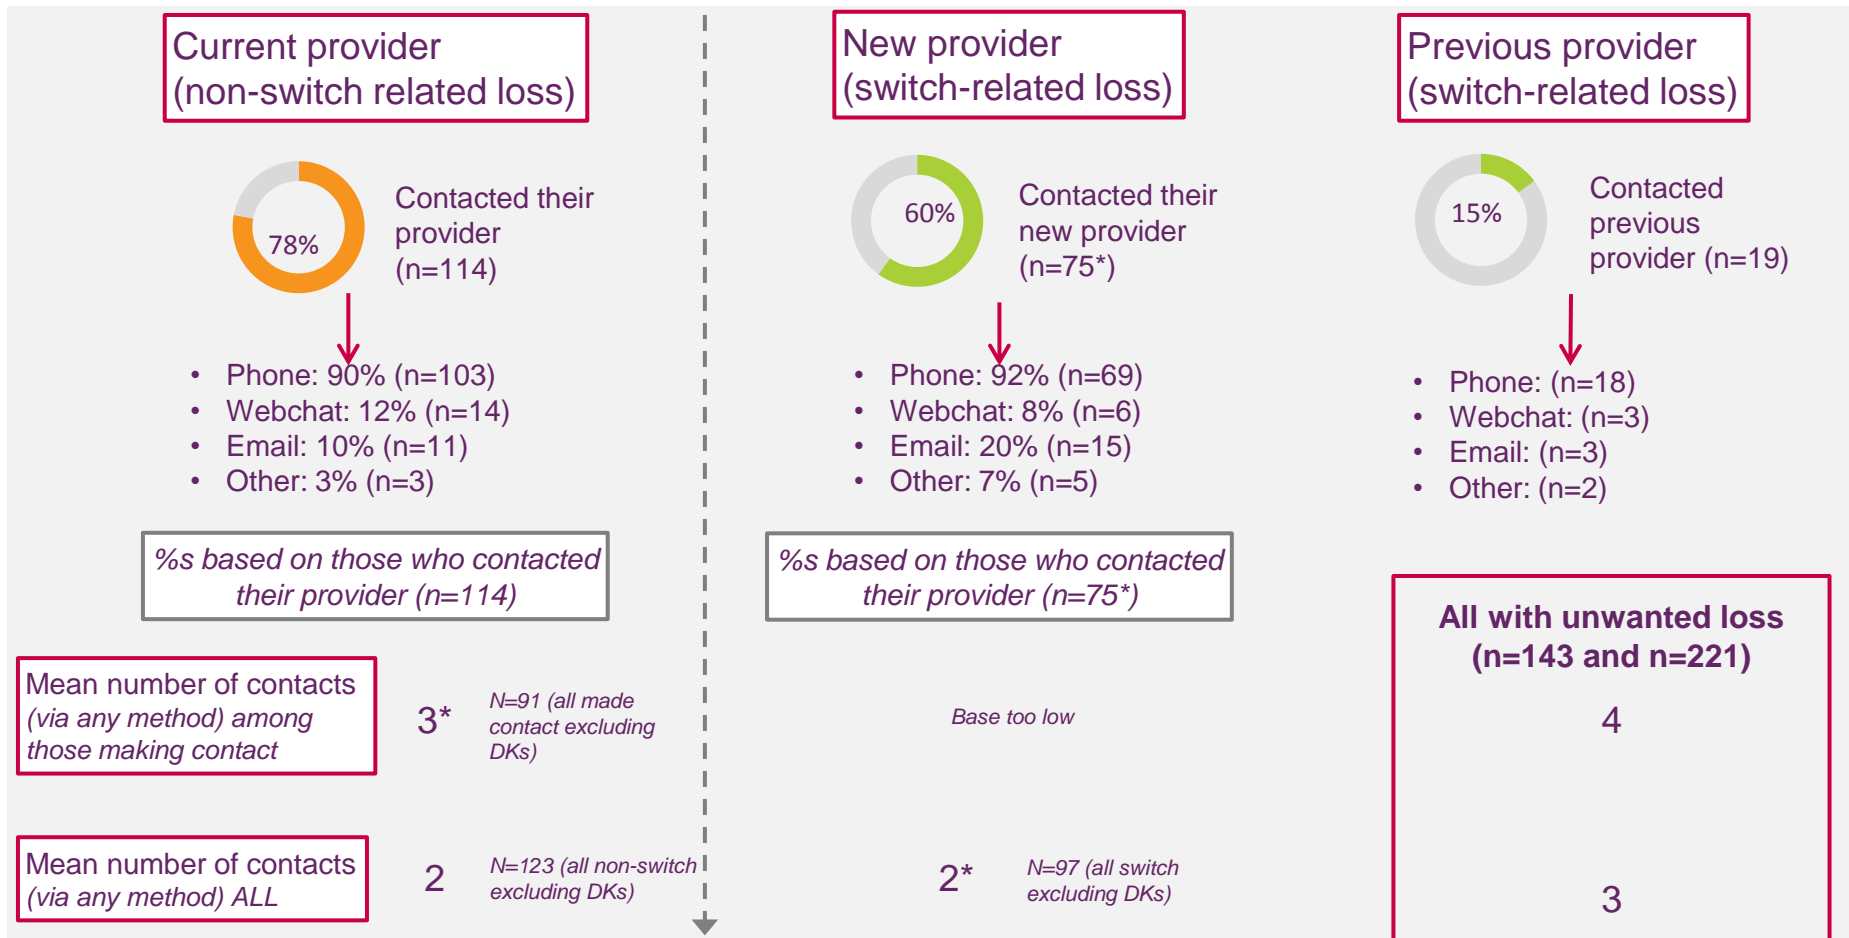 Current provider
(non-switch related loss)
New provider
(switch-related loss)
Previous provider
(switch-related loss)
78%
Contacted their
provider
(n=114)
60%
Contacted their
new provider
(n=75*)
15%
Contacted
previous
provider (n=19)
• Phone: 90% (n=103)
• Webchat: 12% (n=14)
• Email: 10% (n=11)
• Other: 3% (n=3)
• Phone: 92% (n=69)
• Webchat: 8% (n=6)
• Email: 20% (n=15)
• Other: 7% (n=5)
• Phone: (n=18)
• Webchat: (n=3)
• Email: (n=3)
• Other: (n=2)
%s based on those who contacted
their provider (n=114)
%s based on those who contacted
their provider (n=75*)
All with unwanted loss
(n=143 and n=221)
Mean number of contacts
(via any method) among
those making contact
3*
N=91 (all made
contact excluding
DKs)
Base too low
4
Mean number of contacts
(via any method) ALL
2
N=123 (all non-switch
excluding DKs)
2*
N=97 (all switch
excluding DKs)
3